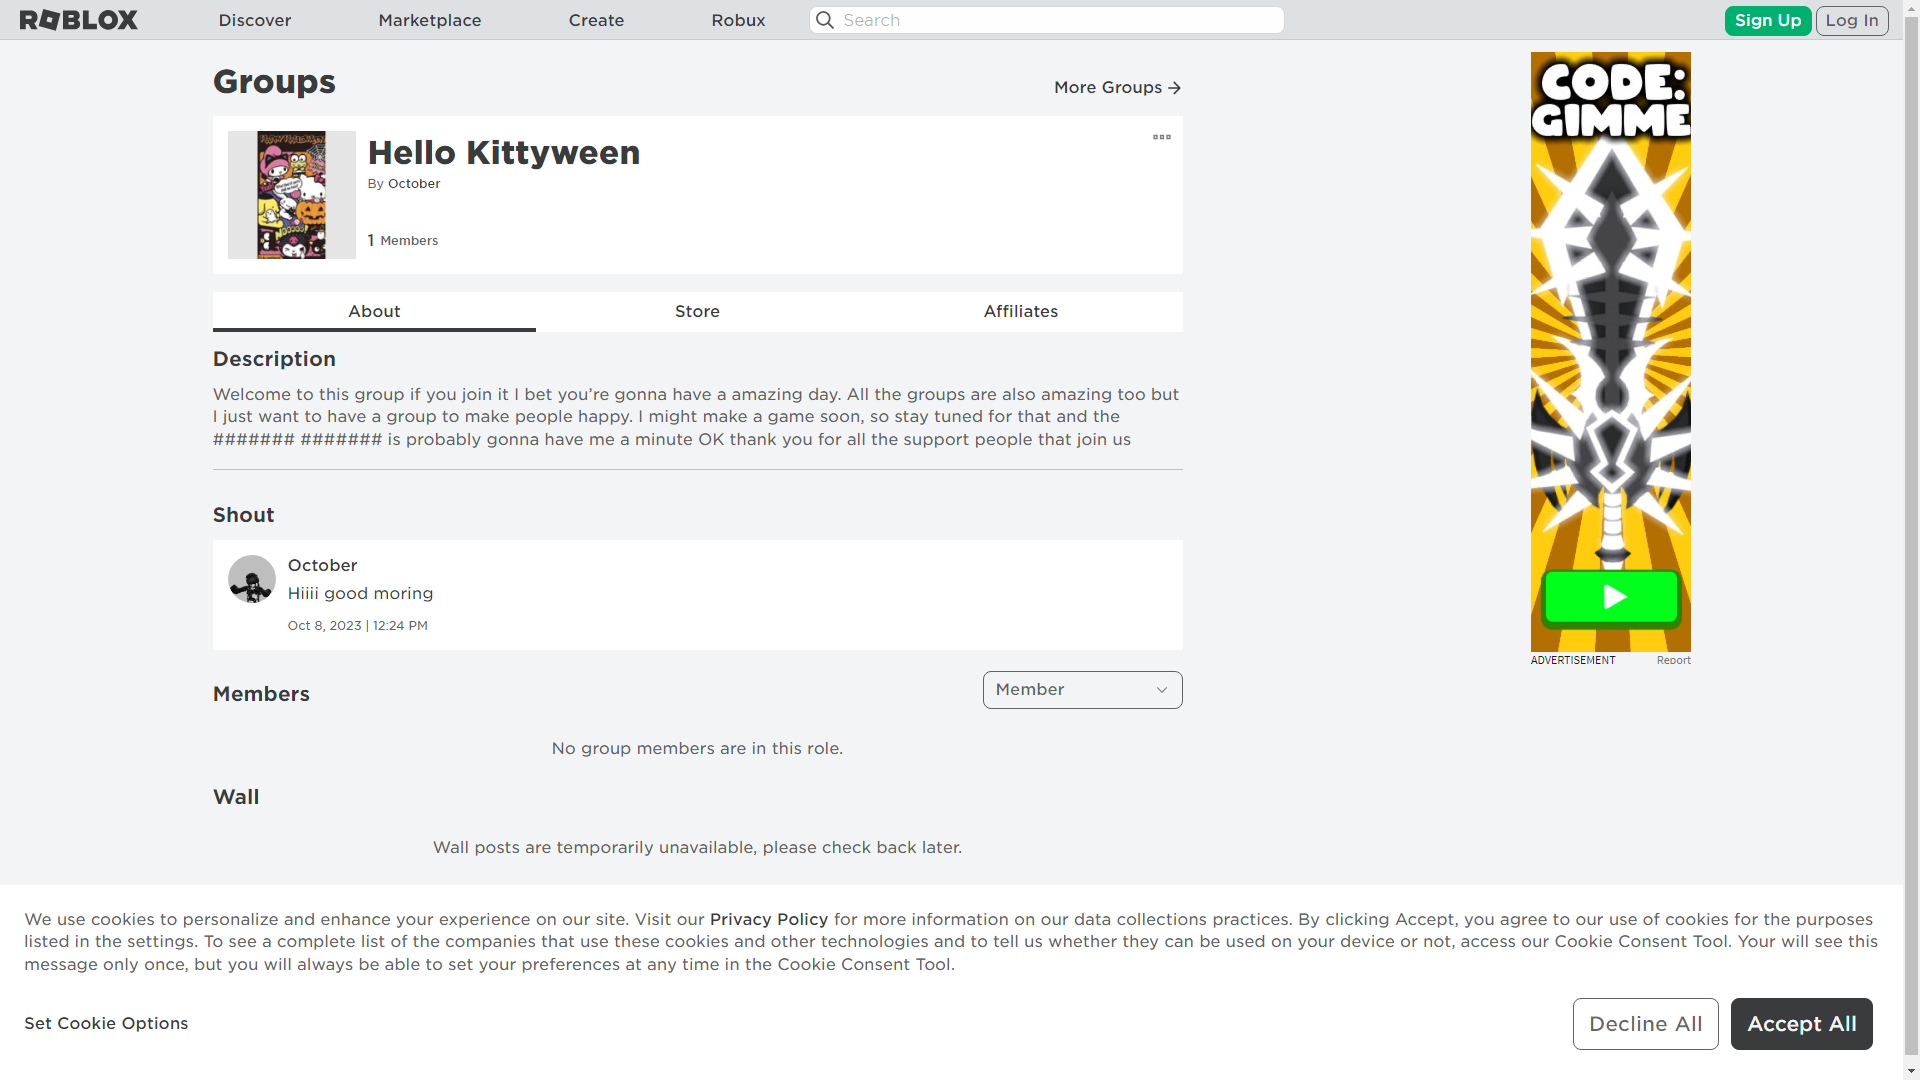 ROBLOX
Discover
Marketplace
Create
Robux
Search
Sign Up
Log In
Groups
More Groups
Hello Kittyween
By October
1 Members
About
Store
Affiliates
Description
Welcome to this group if you join it I bet you’re gonna have a amazing day. All the groups are also amazing too but
I just want to have a group to make people happy. I might make a game soon, so stay tuned for that and the
####### ####### is probably gonna have me a minute OK thank you for all the support people that join us
Shout
October
Hiiii good moring
Oct 8, 2023 | 12:24 PM
Members
Member
No group members are in this role.
Wall
Wall posts are temporarily unavailable, please check back later.
CODE:
GIMME
ADVERTISEMENT
Report
We use cookies to personalize and enhance your experience on our site. Visit our Privacy Policy for more information on our data collections practices. By clicking Accept, you agree to our use of cookies for the purposes
listed in the settings. To see a complete list of the companies that use these cookies and other technologies and to tell us whether they can be used on your device or not, access our Cookie Consent Tool. Your will see this
message only once, but you will always be able to set your preferences at any time in the Cookie Consent Tool.
Set Cookie Options
Decline All
Accept All